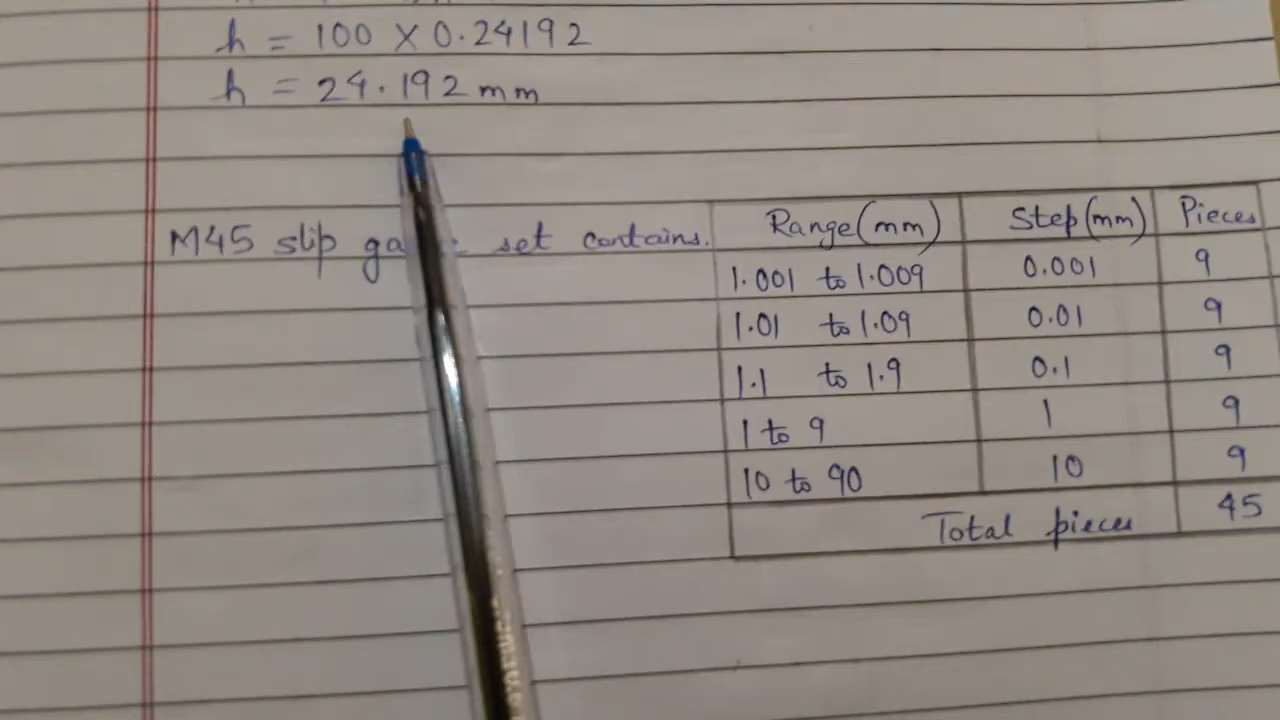 h = 100 X 0.24192
h = 24.192 mm
M45 slip set contains.
Range(mm) Step(mm) Pieces
1.001 to 1.009 0.001 9
1.01 to 1.09 0.01 9
1.1 to 1.9 0.1 9
1 to 9 1 9
10 to 90 10 9
Total pieces 45